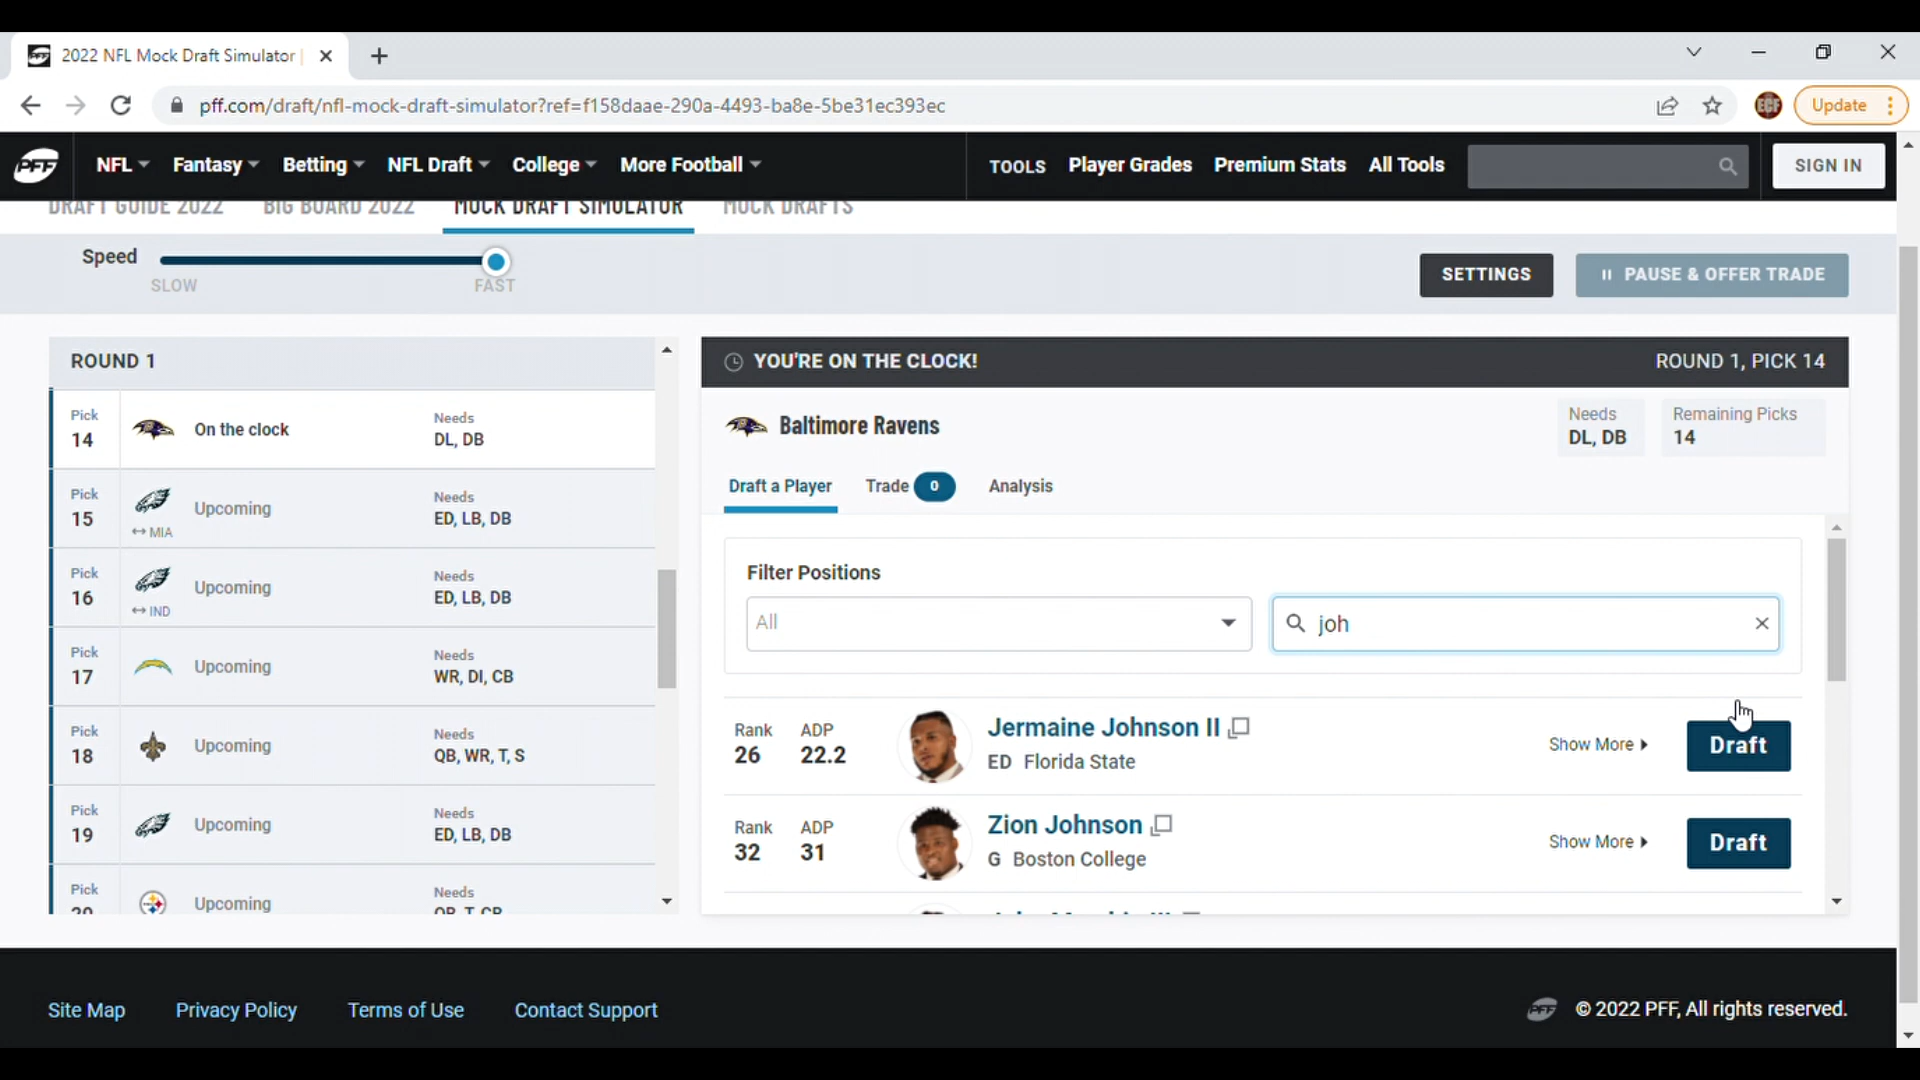 2022 NFL Mock Draft Simulator |
pff.com/draft/nfl-mock-draft-simulator?ref=f158daae-290a-4493-ba8e-5be31ec393ec
ECF
Update
PFF
NFL
Fantasy
Betting
NFL Draft
College
More Football
TOOLS
Player Grades
Premium Stats
All Tools
SIGN IN
DRAFT GUIDE 2022
BIG BOARD 2022
MOCK DRAFT SIMULATOR
MOCK DRAFTS
Speed
SLOW
FAST
SETTINGS
PAUSE & OFFER TRADE
ROUND 1
Pick
14
On the clock
Needs
DL, DB
Pick
15
↔ MIA
Upcoming
Needs
ED, LB, DB
Pick
16
↔ IND
Upcoming
Needs
ED, LB, DB
Pick
17
Upcoming
Needs
WR, DI, CB
Pick
18
Upcoming
Needs
QB, WR, T, S
Pick
19
Upcoming
Needs
ED, LB, DB
Pick
20
Upcoming
Needs
QB, T, CB
YOU'RE ON THE CLOCK!
ROUND 1, PICK 14
Baltimore Ravens
Needs
DL, DB
Remaining Picks
14
Draft a Player
Trade 0
Analysis
Filter Positions
All
joh
Rank
26
ADP
22.2
Jermaine Johnson II
ED Florida State
Show More
Draft
Rank
32
ADP
31
Zion Johnson
G Boston College
Show More
Draft
Site Map
Privacy Policy
Terms of Use
Contact Support
PFF
© 2022 PFF, All rights reserved.